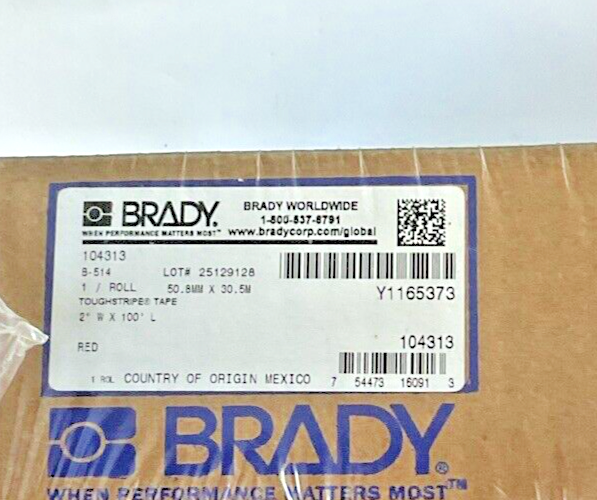 BRADY.
WHEN PERFORMANCE MATTERS MOST™
BRADY WORLDWIDE
1-800-537-8791
www.bradycorp.com/global
104313
B-514 LOT# 25129128
1 / ROLL 50.8MM X 30.5M
TOUGHSTRIPE® TAPE
2" W X 100' L
RED
Y1165373
104313
1 ROL COUNTRY OF ORIGIN MEXICO
7 54473 16091 3
BRADY®
WHEN PERFORMANCE MATTERS MOST™